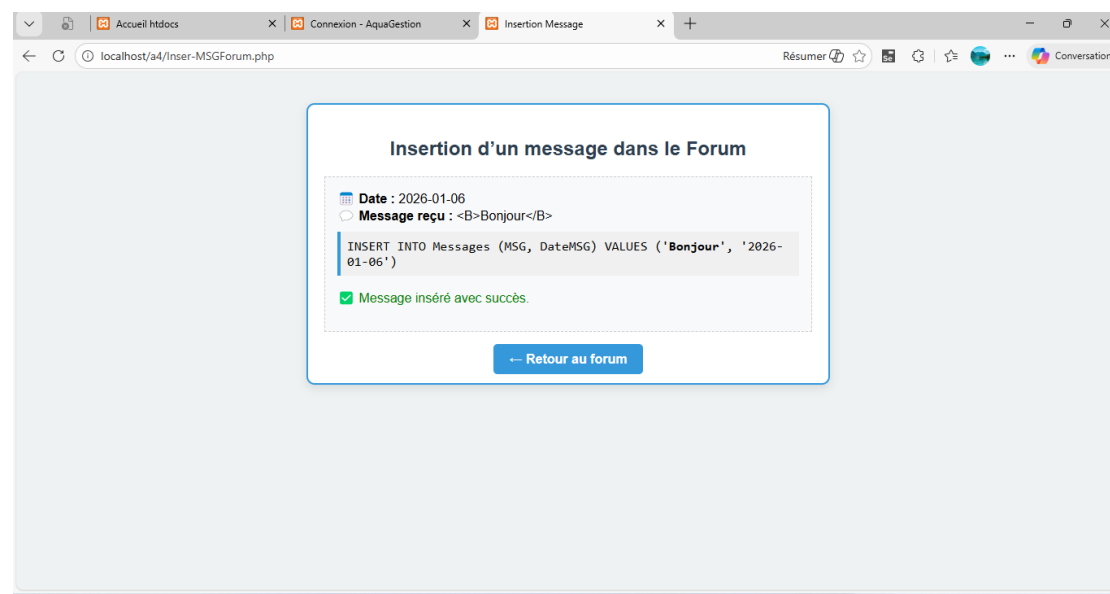 Accueil htdocs
Connexion - AquaGestion
Insertion Message
localhost/a4/Inser-MSGForum.php
Résumer
Se
Conversation
Insertion d’un message dans le Forum
Date : 2026-01-06
Message reçu : <B>Bonjour</B>
INSERT INTO Messages (MSG, DateMSG) VALUES ('Bonjour', '2026-
01-06')
Message inséré avec succès.
← Retour au forum